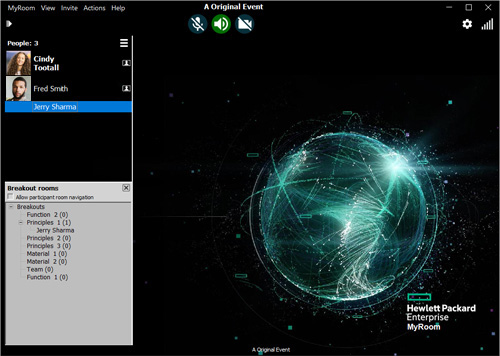 MyRoom View Invite Actions Help
A Original Event
People: 3
Cindy
Tootall
Fred Smith
Jerry Sharma
Breakout rooms
Allow participant room navigation
Breakouts
Function 2 (0)
Principles 1 (1)
Jerry Sharma
Principles 2 (0)
Principles 3 (0)
Material 1 (0)
Material 2 (0)
Team (0)
Function 1 (0)
Hewlett Packard
Enterprise
MyRoom
A Original Event